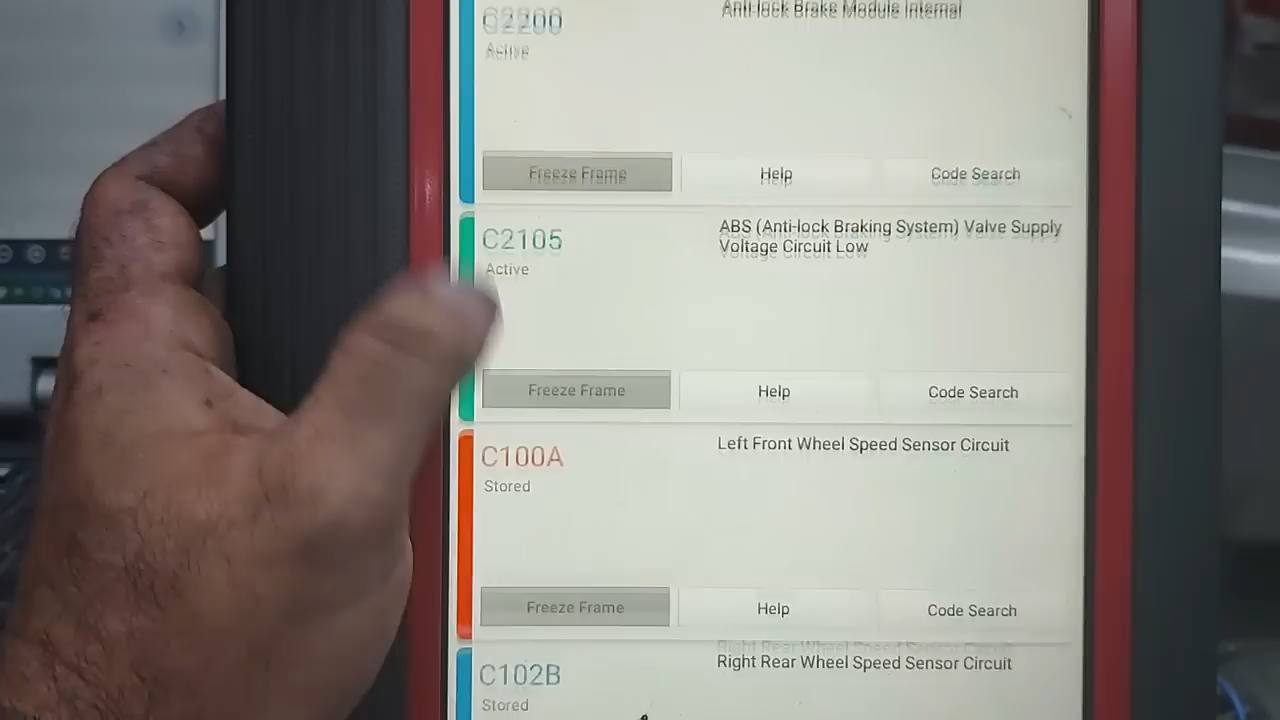 C2200
Anti-lock Brake Module Internal
Active
Freeze Frame
Help
Code Search
C2105
ABS (Anti-lock Braking System) Valve Supply
Voltage Circuit Low
Active
Freeze Frame
Help
Code Search
C100A
Left Front Wheel Speed Sensor Circuit
Stored
Freeze Frame
Help
Code Search
C102B
Right Rear Wheel Speed Sensor Circuit
Stored